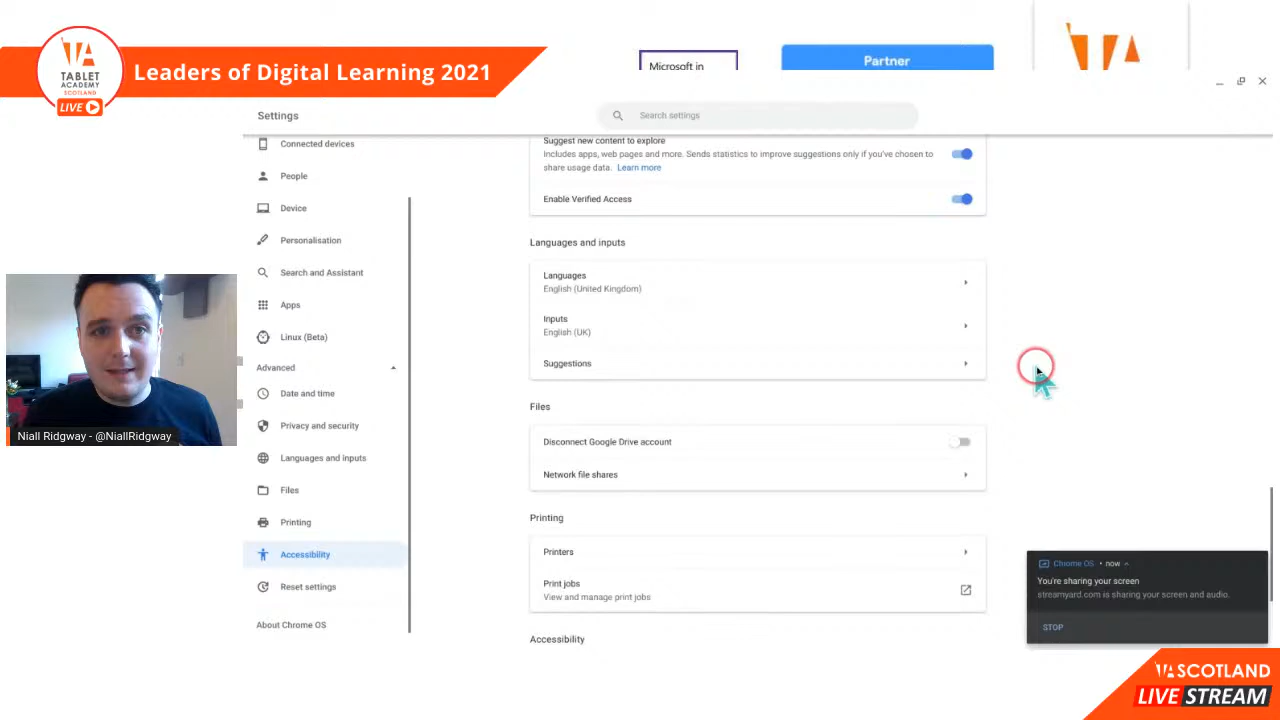 TABLET
ACADEMY
SCOTLAND
LIVE
Leaders of Digital Learning 2021
Microsoft in
Partner
Settings
Search settings
Connected devices
People
Device
Personalisation
Search and Assistant
Apps
Linux (Beta)
Advanced
Date and time
Privacy and security
Languages and inputs
Files
Printing
Accessibility
Reset settings
About Chrome OS
Suggest new content to explore
Includes apps, web pages and more. Sends statistics to improve suggestions only if you've chosen to
share usage data. Learn more
Enable Verified Access
Languages and inputs
Languages
English (United Kingdom)
Inputs
English (UK)
Suggestions
Files
Disconnect Google Drive account
Network file shares
Printing
Printers
Print jobs
View and manage print jobs
Accessibility
Niall Ridgway - @NiallRidgway
Chrome OS • now
You're sharing your screen
streamyard.com is sharing your screen and audio.
STOP
TA SCOTLAND
LIVE STREAM